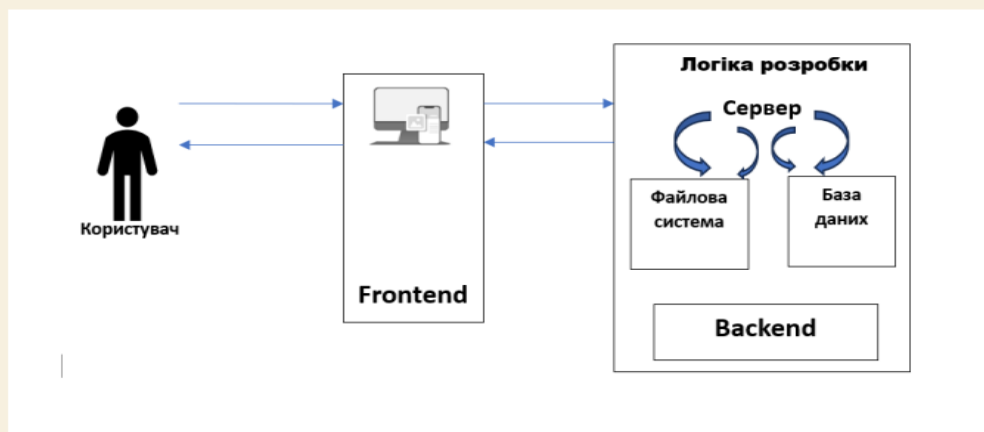 Логіка розробки
Сервер
Файлова
система
База
даних
Користувач
Frontend
Backend